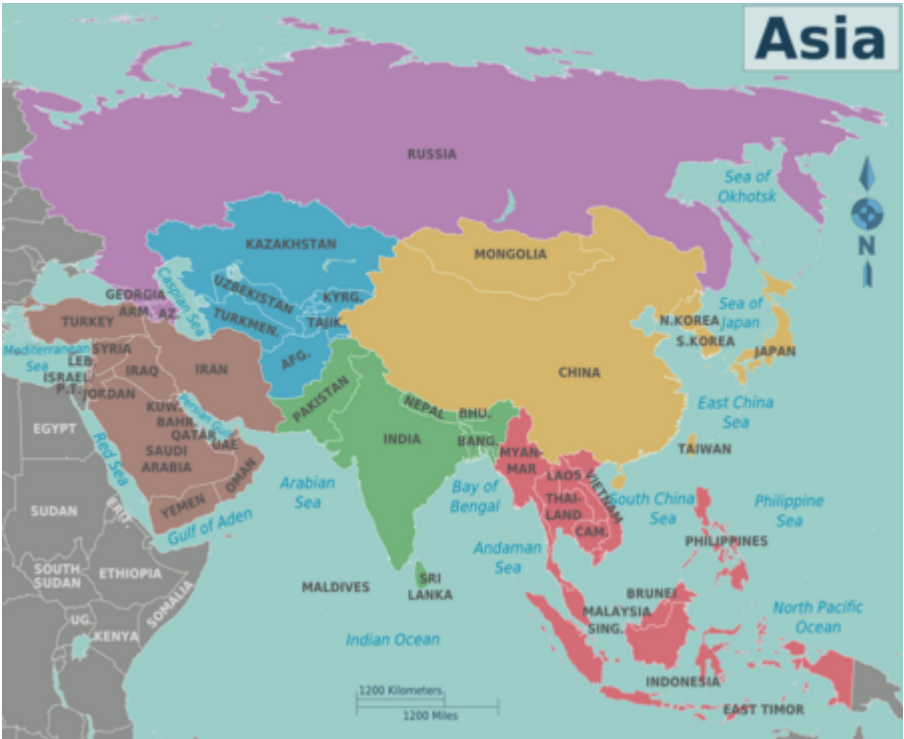 Asia
RUSSIA
Sea of
Okhotsk
KAZAKHSTAN
MONGOLIA
N
Caspian Sea
UZBEKISTAN
KYRG.
GEORGIA
ARM.
AZ.
TURKMEN.
TAJIK.
TURKEY
N.KOREA
Sea of
Japan
S.KOREA
JAPAN
Mediterranean
Sea
SYRIA
LEB.
IRAQ
IRAN
AFG.
CHINA
ISRAEL
P.T.
JORDAN
PAKISTAN
KUW.
Persian Gulf
BAHR.
QATAR
UAE
NEPAL
BHU.
East China
Sea
EGYPT
Red Sea
SAUDI
ARABIA
OMAN
INDIA
BANG.
MYAN-
MAR
TAIWAN
LAOS
VIETNAM
Arabian
Sea
Bay of
Bengal
THAI-
LAND
South China
Sea
Philippine
Sea
SUDAN
ERIT.
YEMEN
Gulf of Aden
CAM.
PHILIPPINES
SOUTH
SUDAN
ETHIOPIA
Andaman
Sea
SOMALIA
MALDIVES
SRI
LANKA
BRUNEI
MALAYSIA
SING.
North Pacific
Ocean
UG.
KENYA
Indian Ocean
INDONESIA
1200 Kilometers
1200 Miles
EAST TIMOR